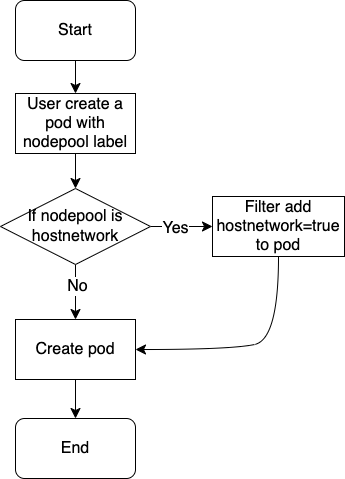 Start
User create a
pod with
nodepool label
If nodepool is
hostnetwork
Yes
Filter add
hostnetwork=true
to pod
No
Create pod
End